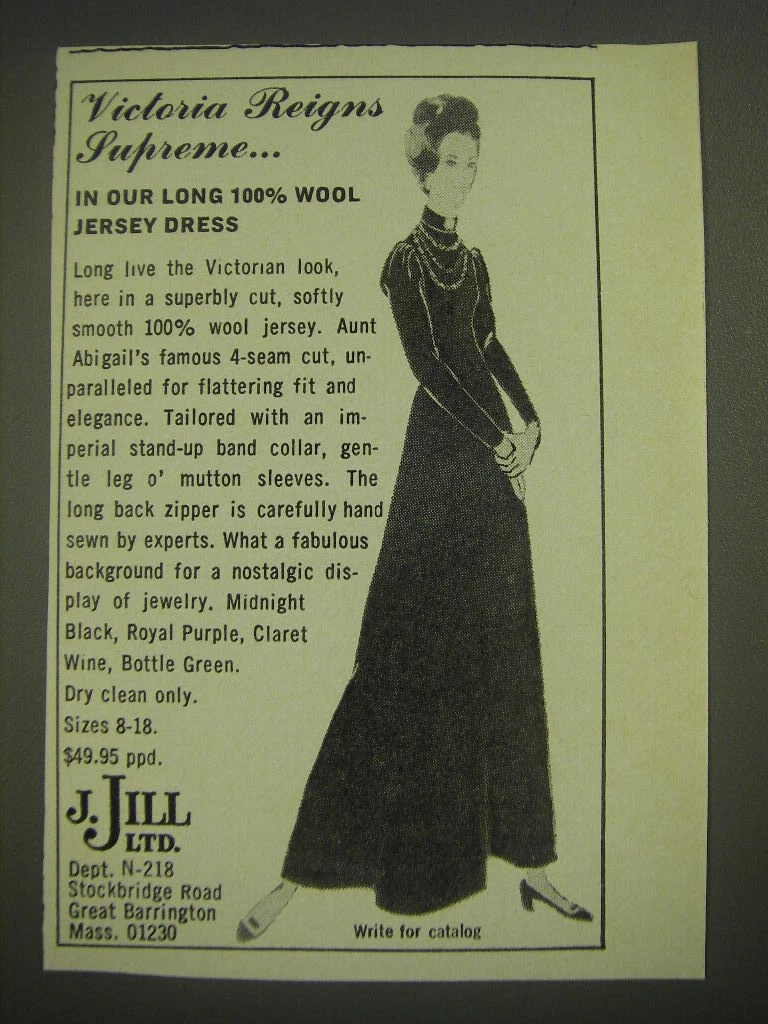 Victoria Reigns
Supreme...
IN OUR LONG 100% WOOL
JERSEY DRESS
Long live the Victorian look,
here in a superbly cut, softly
smooth 100% wool jersey. Aunt
Abigail's famous 4-seam cut, un-
paralleled for flattering fit and
elegance. Tailored with an im-
perial stand-up band collar, gen-
tle leg o' mutton sleeves. The
long back zipper is carefully hand
sewn by experts. What a fabulous
background for a nostalgic dis-
play of jewelry. Midnight
Black, Royal Purple, Claret
Wine, Bottle Green.
Dry clean only.
Sizes 8-18.
$49.95 ppd.
J. JILL
LTD.
Dept. N-218
Stockbridge Road
Great Barrington
Mass. 01230
Write for catalog